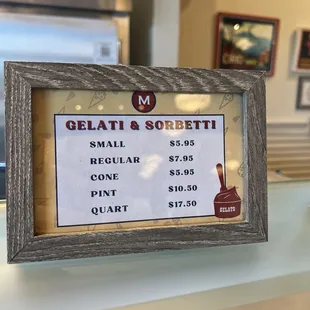 M
GELATI & SORBETTI
SMALL $5.95
REGULAR $7.95
CONE $5.95
PINT $10.50
QUART $17.50
GELATO